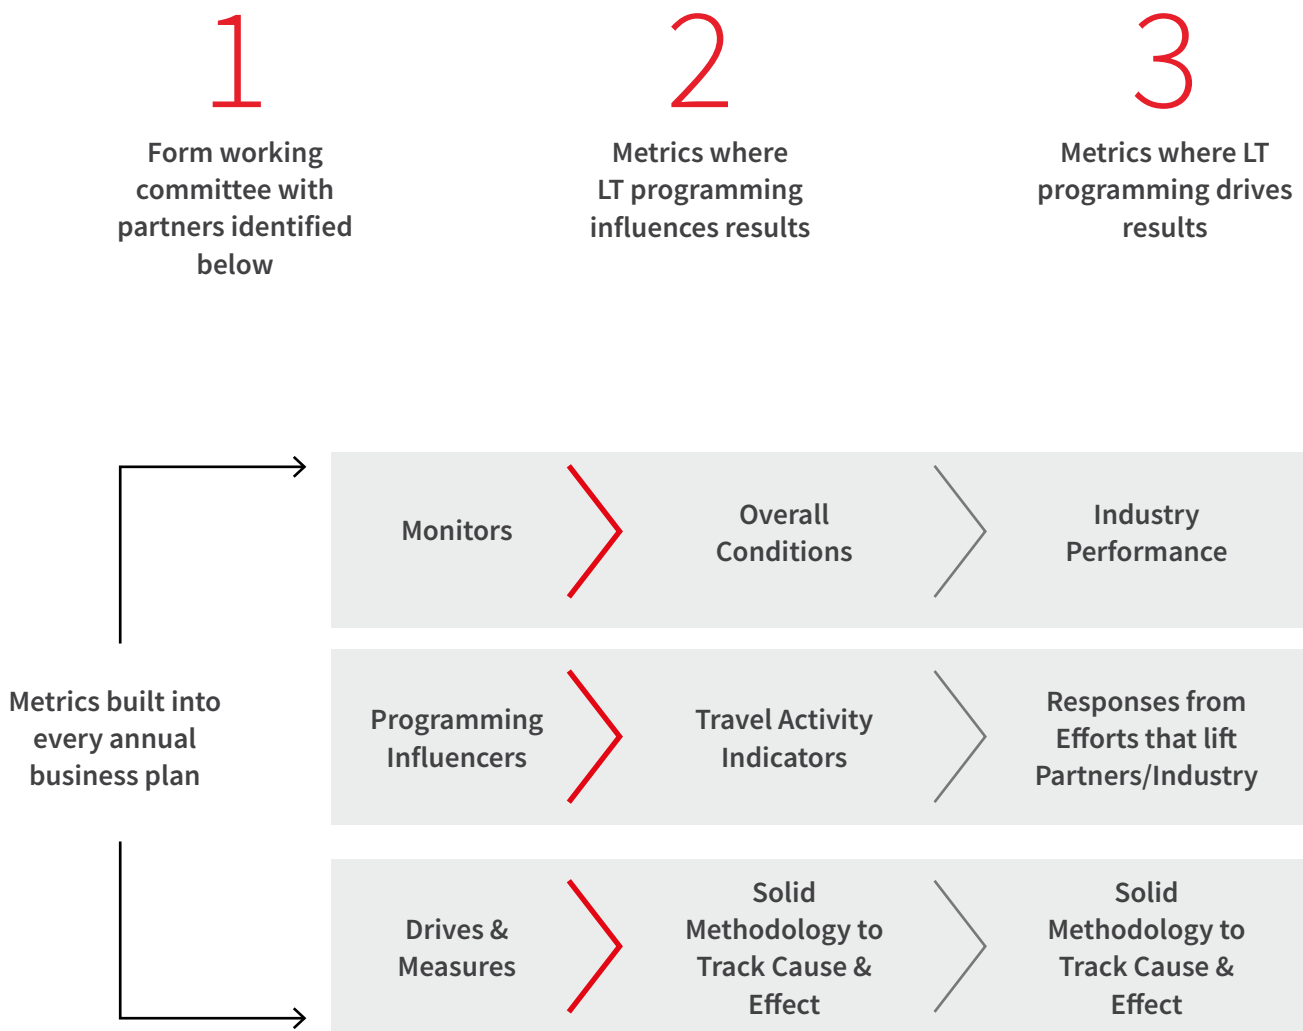 1
Form working
committee with
partners identified
below
2
Metrics where
LT programming
influences results
3
Metrics where LT
programming drives
results
Metrics built into
every annual
business plan
Monitors
Overall
Conditions
Industry
Performance
Programming
Influencers
Travel Activity
Indicators
Responses from
Efforts that lift
Partners/Industry
Drives &
Measures
Solid
Methodology to
Track Cause &
Effect
Solid
Methodology to
Track Cause &
Effect